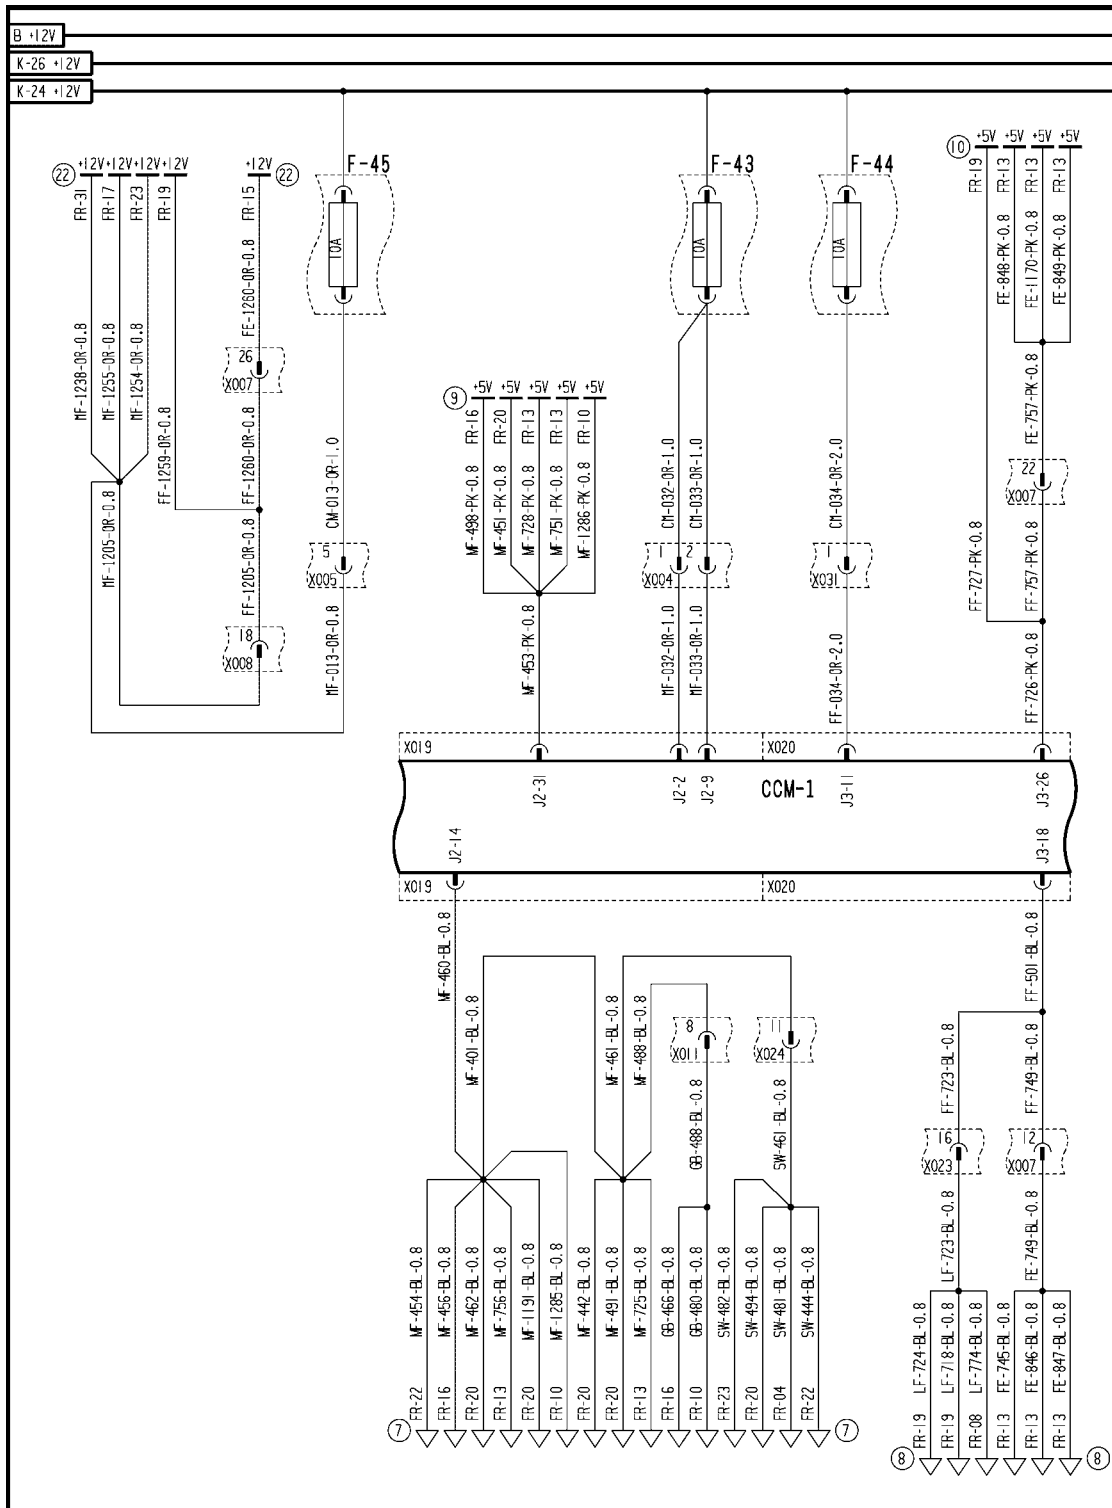 B +12V
K-26 +12V
K-24 +12V
22
+12V
+12V
+12V
+12V
+12V
22
FR-31
FR-17
FR-23
FR-19
FR-15
F-45
10A
F-43
10A
F-44
10A
10
+5V
+5V
+5V
+5V
FR-19
FR-13
FR-13
FR-13
FE-848-PK-0.8
FE-1170-PK-0.8
FE-849-PK-0.8
MF-1238-OR-0.8
MF-1255-OR-0.8
MF-1254-OR-0.8
FF-1259-OR-0.8
FE-1260-OR-0.8
26
X007
FF-1260-OR-0.8
MF-1205-OR-0.8
FF-1205-OR-0.8
18
X008
CM-013-OR-1.0
5
X005
MF-013-OR-0.8
9
+5V
+5V
+5V
+5V
+5V
FR-16
FR-20
FR-13
FR-13
FR-10
MF-498-PK-0.8
MF-451-PK-0.8
MF-728-PK-0.8
MF-751-PK-0.8
MF-1286-PK-0.8
MF-453-PK-0.8
CM-032-OR-1.0
CM-033-OR-1.0
1
2
X004
MF-032-OR-1.0
MF-033-OR-1.0
CM-034-OR-2.0
1
X031
FF-034-OR-2.0
FE-757-PK-0.8
22
X007
FF-727-PK-0.8
FF-757-PK-0.8
FF-726-PK-0.8
X019
X020
J2-31
J2-2
J2-9
CCM-1
J3-11
J3-26
J2-14
J3-18
X019
X020
MF-460-BL-0.8
MF-401-BL-0.8
MF-461-BL-0.8
MF-488-BL-0.8
8
X011
11
X024
GB-488-BL-0.8
SW-461-BL-0.8
FF-501-BL-0.8
FF-723-BL-0.8
FF-749-BL-0.8
16
X023
12
X007
LF-723-BL-0.8
FE-749-BL-0.8
MF-454-BL-0.8
MF-456-BL-0.8
MF-462-BL-0.8
MF-756-BL-0.8
MF-1191-BL-0.8
MF-1285-BL-0.8
MF-442-BL-0.8
MF-491-BL-0.8
MF-725-BL-0.8
GB-466-BL-0.8
GB-480-BL-0.8
SW-482-BL-0.8
SW-494-BL-0.8
SW-481-BL-0.8
SW-444-BL-0.8
LF-724-BL-0.8
LF-718-BL-0.8
LF-774-BL-0.8
FE-745-BL-0.8
FE-846-BL-0.8
FE-847-BL-0.8
7
FR-22
FR-16
FR-20
FR-13
FR-20
FR-10
FR-20
FR-20
FR-13
FR-16
FR-10
FR-23
FR-20
FR-04
FR-22
7
8
FR-19
FR-19
FR-08
FR-13
FR-13
FR-13
8